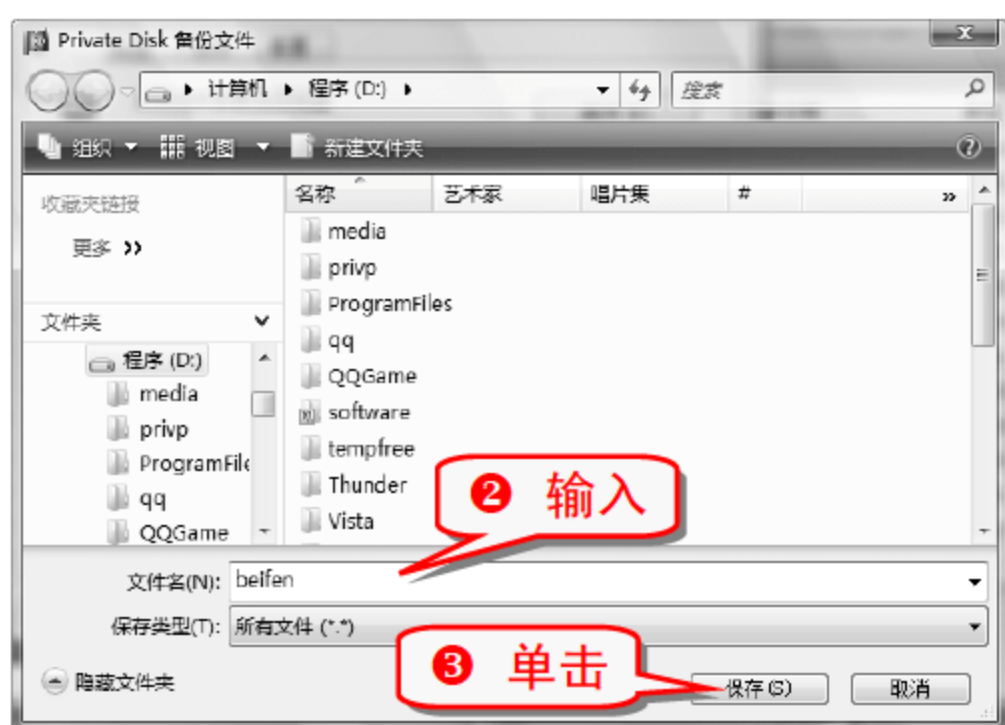 Private Disk 备份文件
计算机 程序 (D:) 搜索
组织 视图 新建文件夹
收藏夹链接
更多 »
文件夹
程序 (D:)
media
privp
ProgramFile
qq
QQGame
名称 艺术家 唱片集 # »
media
privp
ProgramFiles
qq
QQGame
software
tempfree
Thunder
Vista
❷ 输入
文件名(N): beifen
保存类型(T): 所有文件 (*.*)
❸ 单击
隐藏文件夹 保存(S) 取消